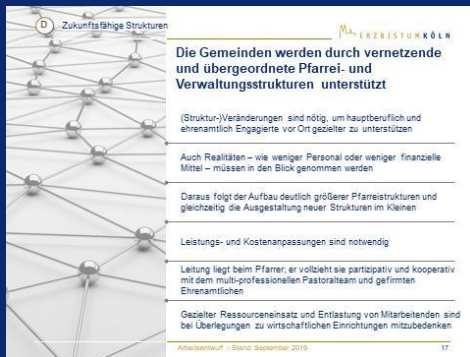 D Zukunftsfähige Strukturen
ERZBISTUMKÖLN
Die Gemeinden werden durch vernetzende
und übergeordnete Pfarrei- und
Verwaltungsstrukturen unterstützt
(Struktur-)Veränderungen sind nötig, um hauptberuflich und
ehrenamtlich Engagierte vor Ort gezielter zu unterstützen
Auch Realitäten – wie weniger Personal oder weniger finanzielle
Mittel – müssen in den Blick genommen werden
Daraus folgt der Aufbau deutlich größerer Pfarreistrukturen und
gleichzeitig die Ausgestaltung neuer Strukturen im Kleinen
Leistungs- und Kostenanpassungen sind notwendig
Leitung liegt beim Pfarrer; er vollzieht sie partizipativ und kooperativ
mit dem multi-professionellen Pastoralteam und gefirmten
Ehrenamtlichen
Gezielter Ressourceneinsatz und Entlastung von Mitarbeitenden sind
bei Überlegungen zu wirtschaftlichen Einrichtungen mitzubedenken
Arbeitsentwurf - Stand: September 2019
17